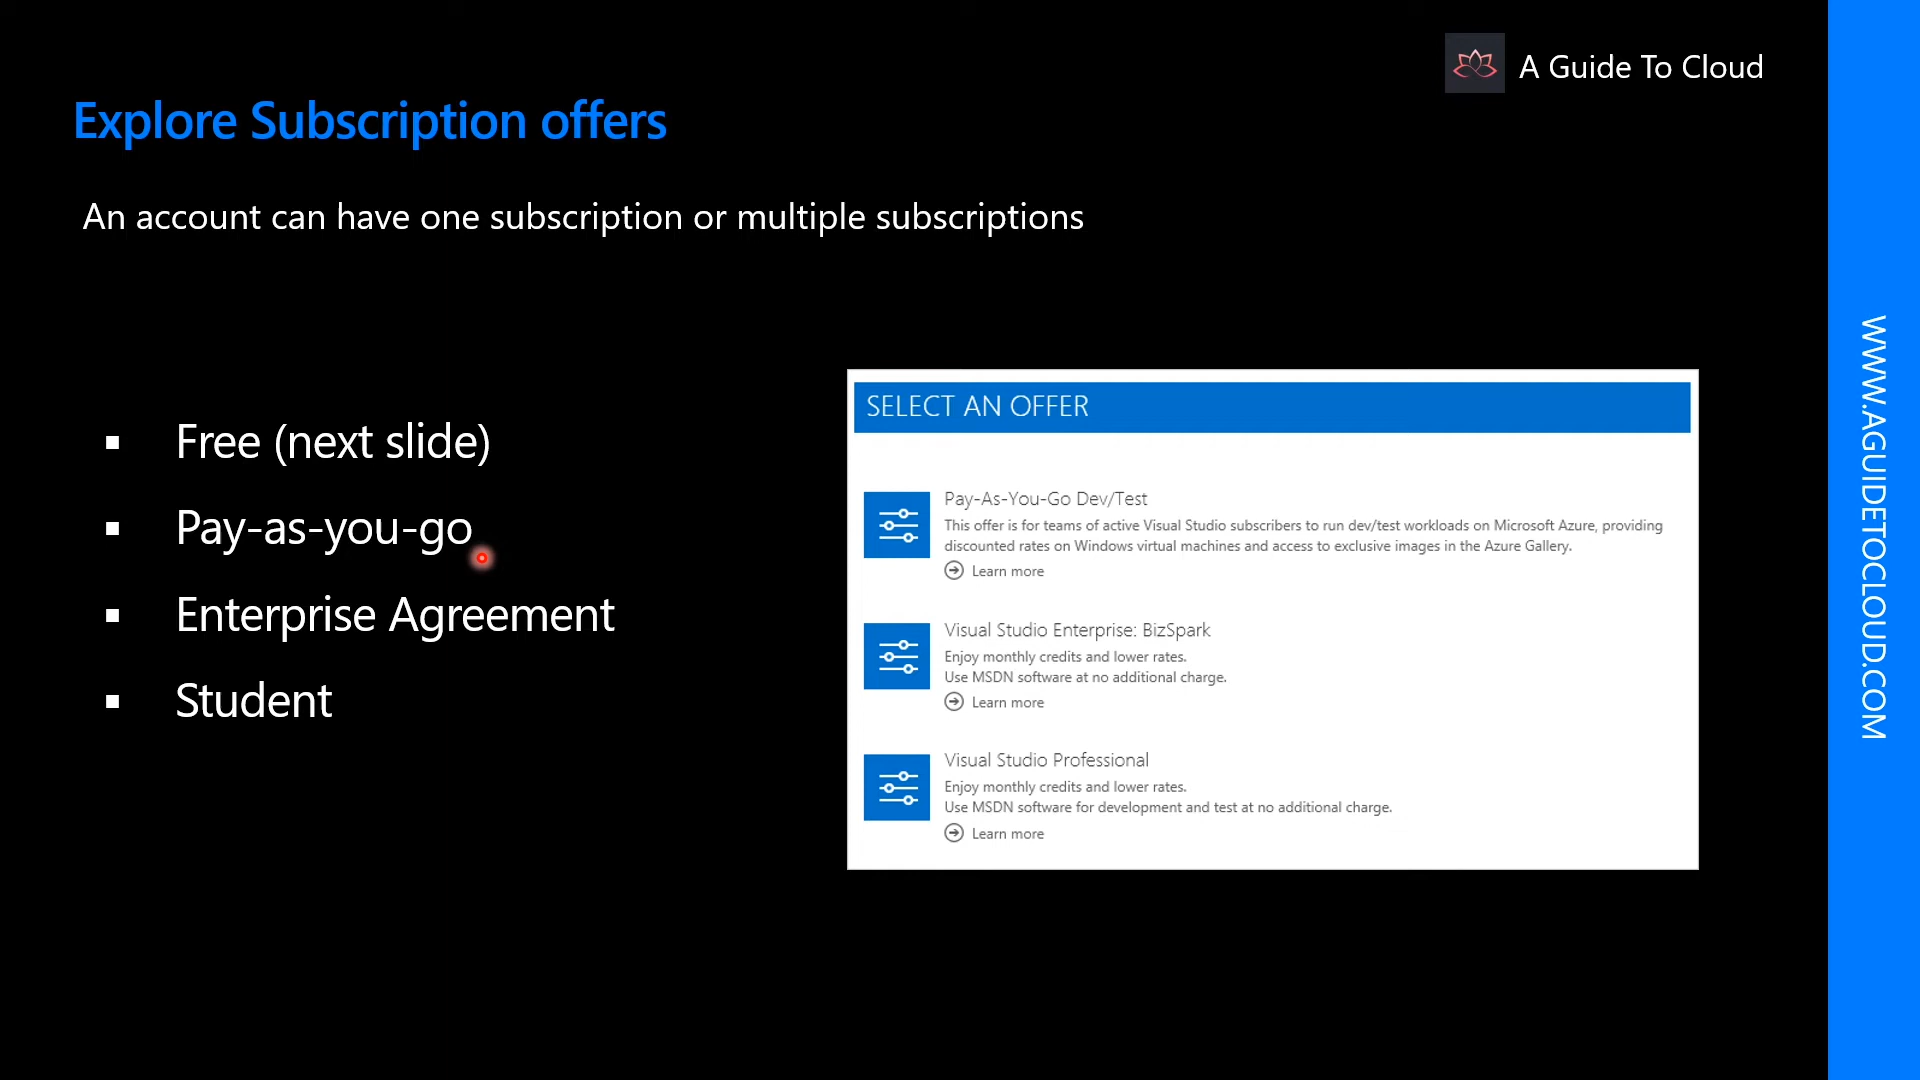 A Guide To Cloud
Explore Subscription offers
An account can have one subscription or multiple subscriptions
▪ Free (next slide)
▪ Pay-as-you-go
▪ Enterprise Agreement
▪ Student
SELECT AN OFFER
Pay-As-You-Go Dev/Test
This offer is for teams of active Visual Studio subscribers to run dev/test workloads on Microsoft Azure, providing
discounted rates on Windows virtual machines and access to exclusive images in the Azure Gallery.
Learn more
Visual Studio Enterprise: BizSpark
Enjoy monthly credits and lower rates.
Use MSDN software at no additional charge.
Learn more
Visual Studio Professional
Enjoy monthly credits and lower rates.
Use MSDN software for development and test at no additional charge.
Learn more
WWW.AGUIDETOCLOUD.COM